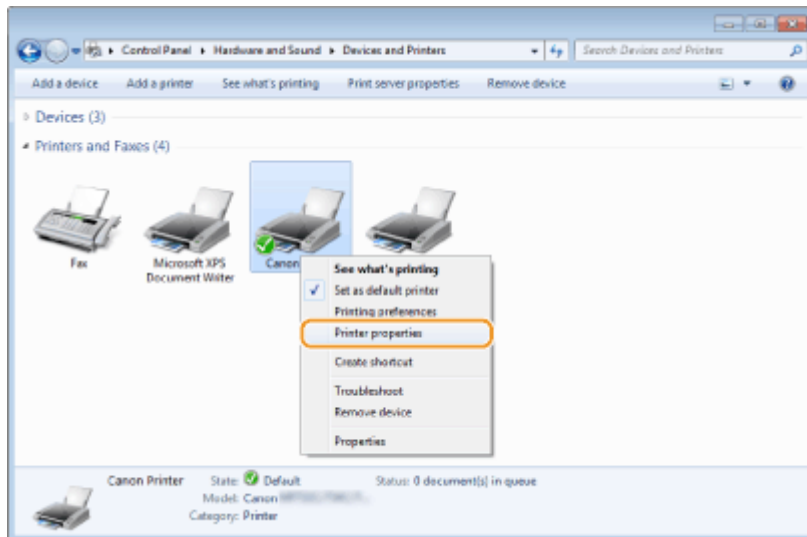 Control Panel ▸ Hardware and Sound ▸ Devices and Printers
Search Devices and Printers
Add a device Add a printer See what's printing Print server properties Remove device
Devices (3)
Printers and Faxes (4)
Fax
Microsoft XPS
Document Writer
Canon
See what's printing
Set as default printer
Printing preferences
Printer properties
Create shortcut
Troubleshoot
Remove device
Properties
Canon Printer State: Default Status: 0 document(s) in queue
Model: Canon
Category: Printer